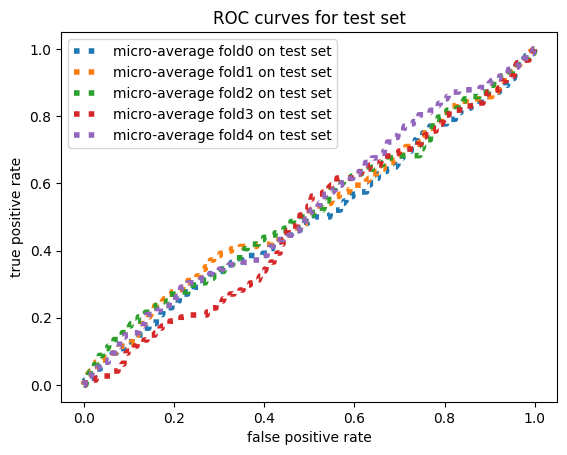 ROC curves for test set
micro-average fold0 on test set
micro-average fold1 on test set
micro-average fold2 on test set
micro-average fold3 on test set
micro-average fold4 on test set
true positive rate
1.0
0.8
0.6
0.4
0.2
0.0
0.0 0.2 0.4 0.6 0.8 1.0
false positive rate